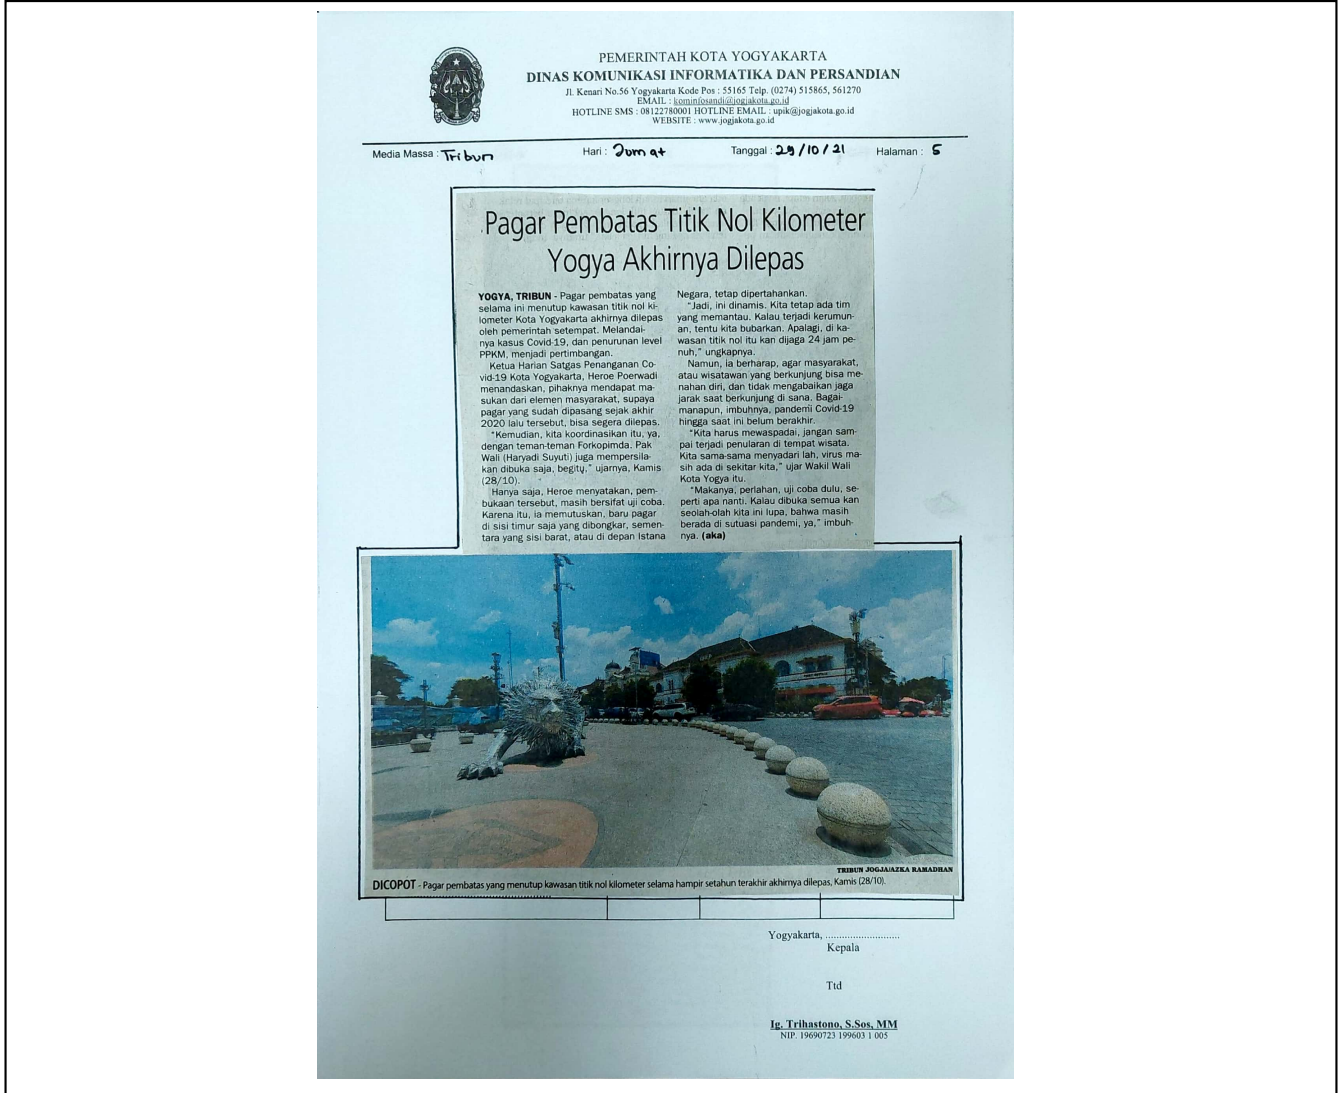 PEMERINTAH KOTA YOGYAKARTA
DINAS KOMUNIKASI INFORMATIKA DAN PERSANDIAN
Jl. Kenari No.56 Yogyakarta Kode Pos : 55165 Telp. (0274) 515865, 561270
EMAIL : kominfosandi@jogjakota.go.id
HOTLINE SMS : 08122780001 HOTLINE EMAIL : upik@jogjakota.go.id
WEBSITE : www.jogjakota.go.id
Media Massa : Tribun Hari : Jumat Tanggal : 29/10/21 Halaman : 5
Pagar Pembatas Titik Nol Kilometer
Yogya Akhirnya Dilepas
YOGYA, TRIBUN - Pagar pembatas yang
selama ini menutup kawasan titik nol ki-
lometer Kota Yogyakarta akhirnya dilepas
oleh pemerintah setempat. Melandai-
nya kasus Covid-19, dan penurunan level
PPKM, menjadi pertimbangan.
Ketua Harian Satgas Penanganan Co-
vid-19 Kota Yogyakarta, Heroe Poerwadi
menandaskan, pihaknya mendapat ma-
sukan dari elemen masyarakat, supaya
pagar yang sudah dipasang sejak akhir
2020 lalu tersebut, bisa segera dilepas.
"Kemudian, kita koordinasikan itu, ya,
dengan teman-teman Forkopimda. Pak
Wali (Haryadi Suyuti) juga mempersila-
kan dibuka saja, begity," ujarnya, Kamis
(28/10).
Hanya saja, Heroe menyatakan, pem-
bukaan tersebut, masih bersifat uji coba.
Karena itu, ia memutuskan, baru pagar
di sisi timur saja yang dibongkar, semen-
tara yang sisi barat, atau di depan Istana
Negara, tetap dipertahankan.
"Jadi, ini dinamis. Kita tetap ada tim
yang memantau. Kalau terjadi kerumun-
an, tentu kita bubarkan. Apalagi, di ka-
wasan titik nol itu kan dijaga 24 jam pe-
nuh," ungkapnya.
Namun, ia berharap, agar masyarakat,
atau wisatawan yang berkunjung bisa me-
nahan diri, dan tidak mengabaikan jaga
jarak saat berkunjung di sana. Bagai-
manapun, imbuhnya, pandemi Covid-19
hingga saat ini belum berakhir.
"Kita harus mewaspadai, jangan sam-
pai terjadi penularan di tempat wisata.
Kita sama-sama menyadari lah, virus ma-
sih ada di sekitar kita," ujar Wakil Wali
Kota Yogya itu.
"Makanya, perlahan, uji coba dulu, se-
perti apa nanti. Kalau dibuka semua kan
seolah-olah kita ini lupa, bahwa masih
berada di sutuasi pandemi, ya," imbuh-
nya. (aka)
TRIBUN JOGJA/AZKA RAMADHAN
DICOPOT - Pagar pembatas yang menutup kawasan titik nol kilometer selama hampir setahun terakhir akhirnya dilepas, Kamis (28/10).
Yogyakarta, ...........................
Kepala
Ttd
Ig. Trihastono, S.Sos, MM
NIP. 19690723 199603 1 005